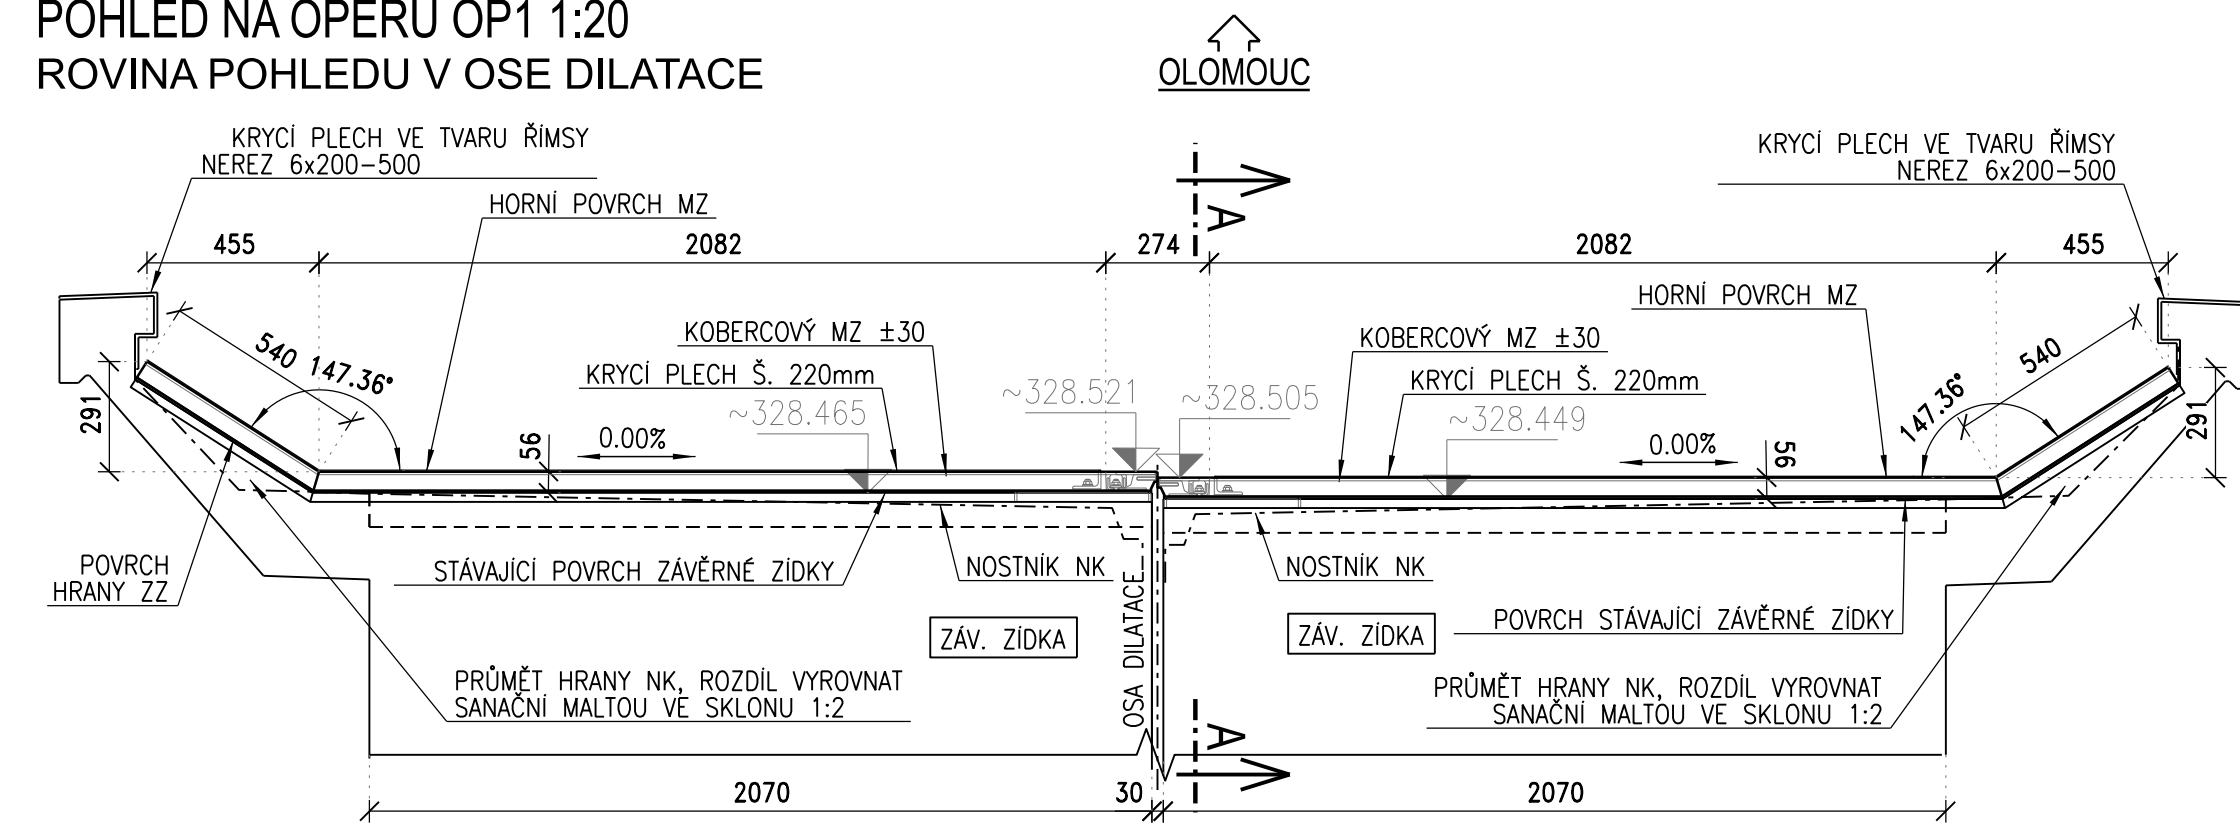 POHLED NA OPĚRU OP1 1:20
ROVINA POHLEDU V OSE DILATACE
OLOMOUC
KRYCÍ PLECH VE TVARU ŘÍMSY
NEREZ 6x200-500
KRYCÍ PLECH VE TVARU ŘÍMSY
NEREZ 6x200-500
HORNÍ POVRCH MZ
A
455
2082
274
2082
455
HORNÍ POVRCH MZ
KOBERCOVÝ MZ ±30
KOBERCOVÝ MZ ±30
540
147.36°
KRYCÍ PLECH Š. 220mm
KRYCÍ PLECH Š. 220mm
540
147.36°
~328.521
~328.505
~328.465
~328.449
291
56
0.00%
0.00%
56
291
POVRCH
HRANY ZZ
STÁVAJÍCÍ POVRCH ZÁVĚRNÉ ZÍDKY
NOSTNÍK NK
NOSTNÍK NK
OSA DILATACE
ZÁV. ZÍDKA
ZÁV. ZÍDKA
POVRCH STÁVAJÍCÍ ZÁVĚRNÉ ZÍDKY
PRŮMĚT HRANY NK, ROZDÍL VYROVNAT
SANAČNÍ MALTOU VE SKLONU 1:2
PRŮMĚT HRANY NK, ROZDÍL VYROVNAT
SANAČNÍ MALTOU VE SKLONU 1:2
A
2070
30
2070